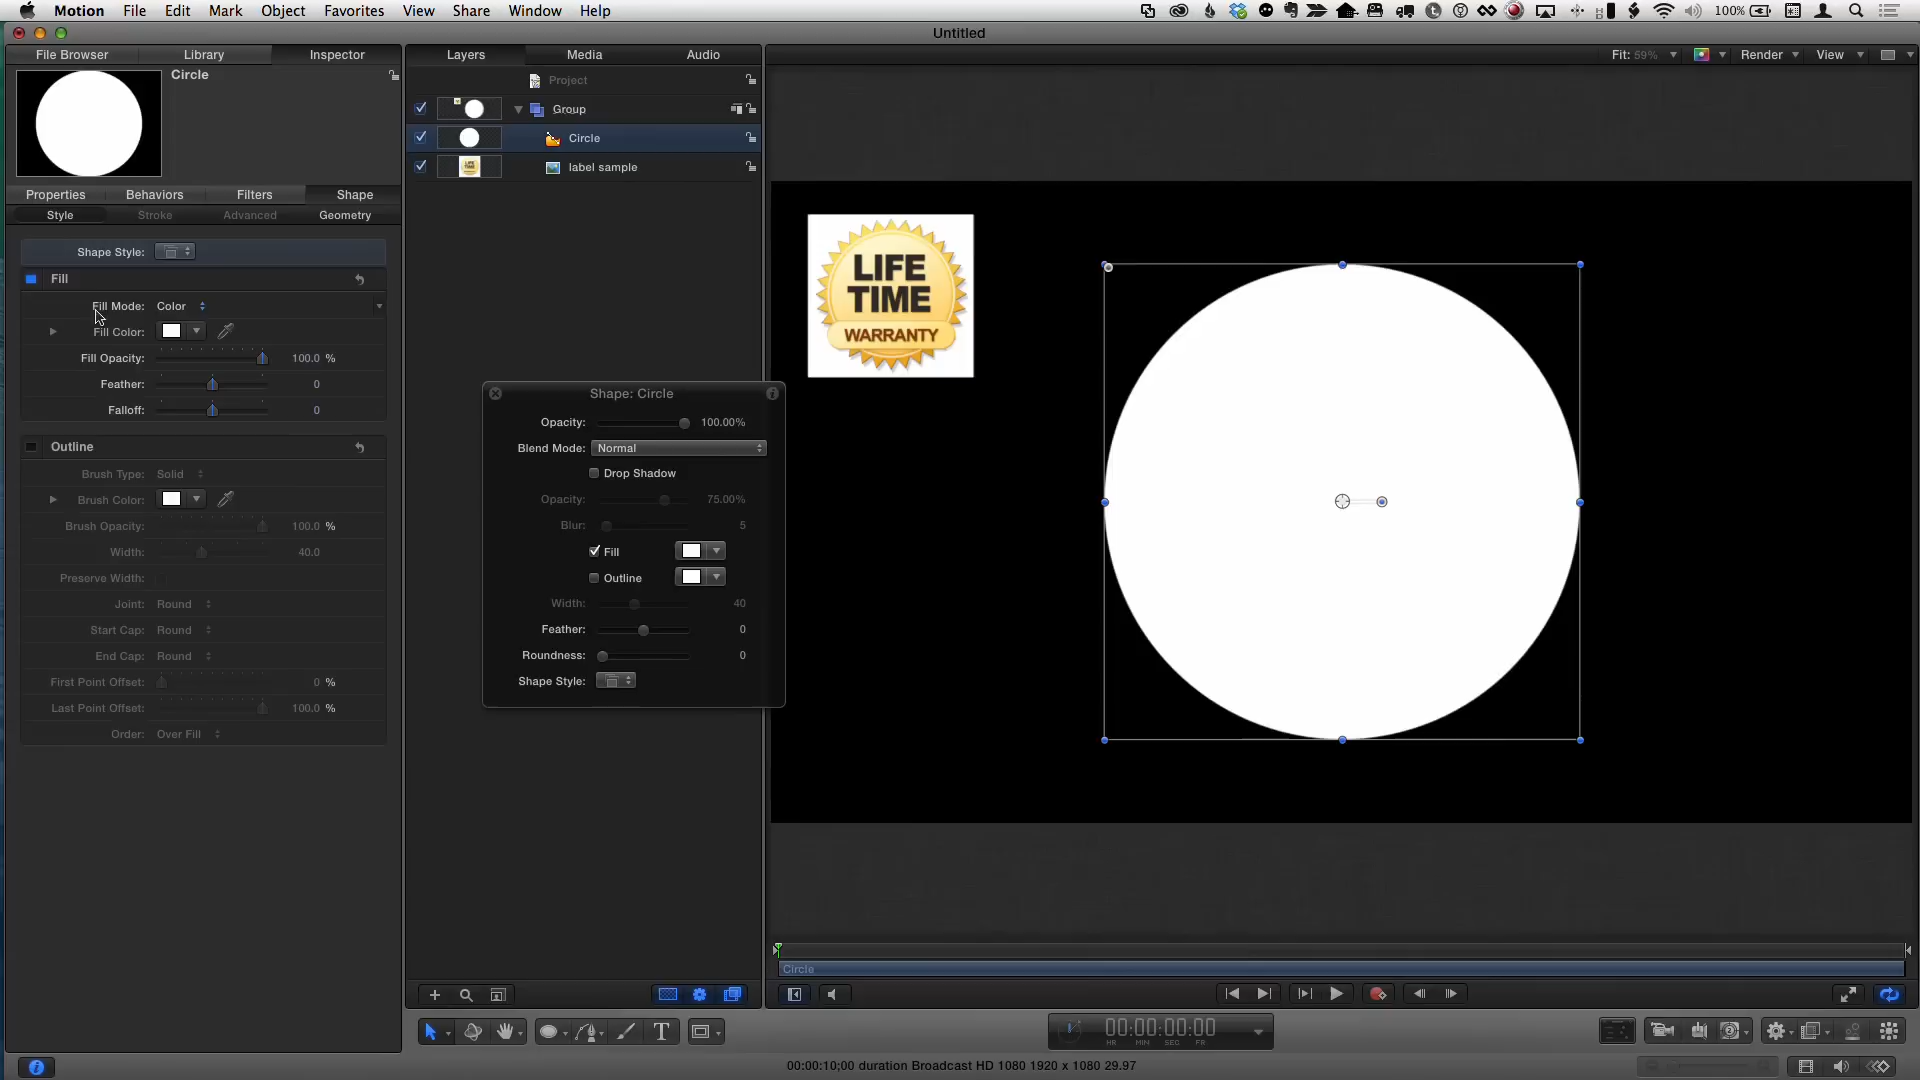 Motion File Edit Mark Object Favorites View Share Window Help 100%
Untitled
File Browser Library Inspector Layers Media Audio Fit: 59% Render View
Circle
Project
Group
Circle
label sample
Properties Behaviors Filters Shape
Style Stroke Advanced Geometry
Shape Style:
Fill
Fill Mode: Color
Fill Color:
Fill Opacity: 100.0 %
Feather: 0
Falloff: 0
Outline
Brush Type: Solid
Brush Color:
Brush Opacity: 100.0 %
Width: 40.0
Preserve Width:
Joint: Round
Start Cap: Round
End Cap: Round
First Point Offset: 0 %
Last Point Offset: 100.0 %
Order: Over Fill
Shape: Circle
Opacity: 100.00%
Blend Mode: Normal
Drop Shadow
Opacity: 75.00%
Blur: 5
Fill
Outline
Width: 40
Feather: 0
Roundness: 0
Shape Style:
LIFE
TIME
WARRANTY
Circle
T
00:00:00:00
HR MIN SEC FR
00:00:10;00 duration Broadcast HD 1080 1920 x 1080 29.97